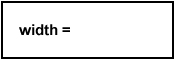 width =